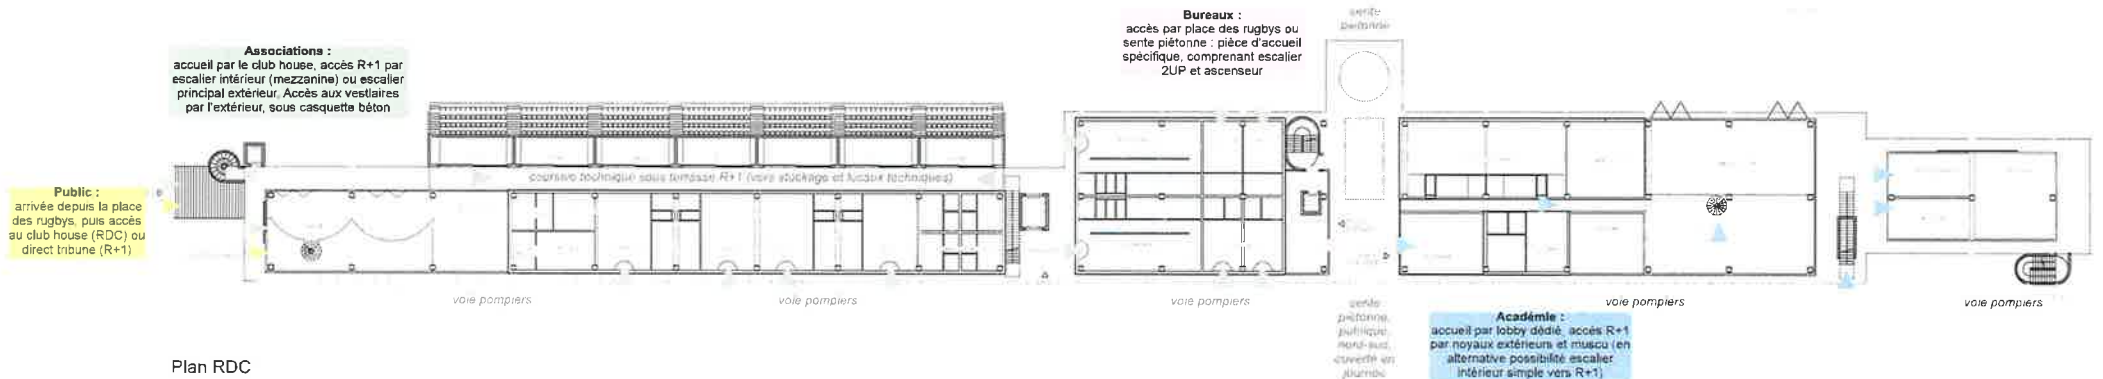 Associations :
accueil par le club house, accès R+1 par
escalier intérieur (mezzanine) ou escalier
principal extérieur. Accès aux vestiaires
par l'extérieur, sous casquette béton
Bureaux :
accès par place des rugbys ou
sente piétonne : pièce d'accueil
spécifique, comprenant escalier
2UP et ascenseur
sente
piétonne
Public :
arrivée depuis la place
des rugbys, puis accès
au club house (RDC) ou
direct tribune (R+1)
coursive technique sous terrasse R+1 (vers stockage et locaux techniques)
voie pompiers
voie pompiers
voie pompiers
voie pompiers
voie pompiers
sente
piétonne,
publique,
nord-sud,
ouverte en
journée
Académie :
accueil par lobby dédié, accès R+1
par noyaux extérieurs et muscu (en
alternative possibilité escalier
intérieur simple vers R+1)
Plan RDC